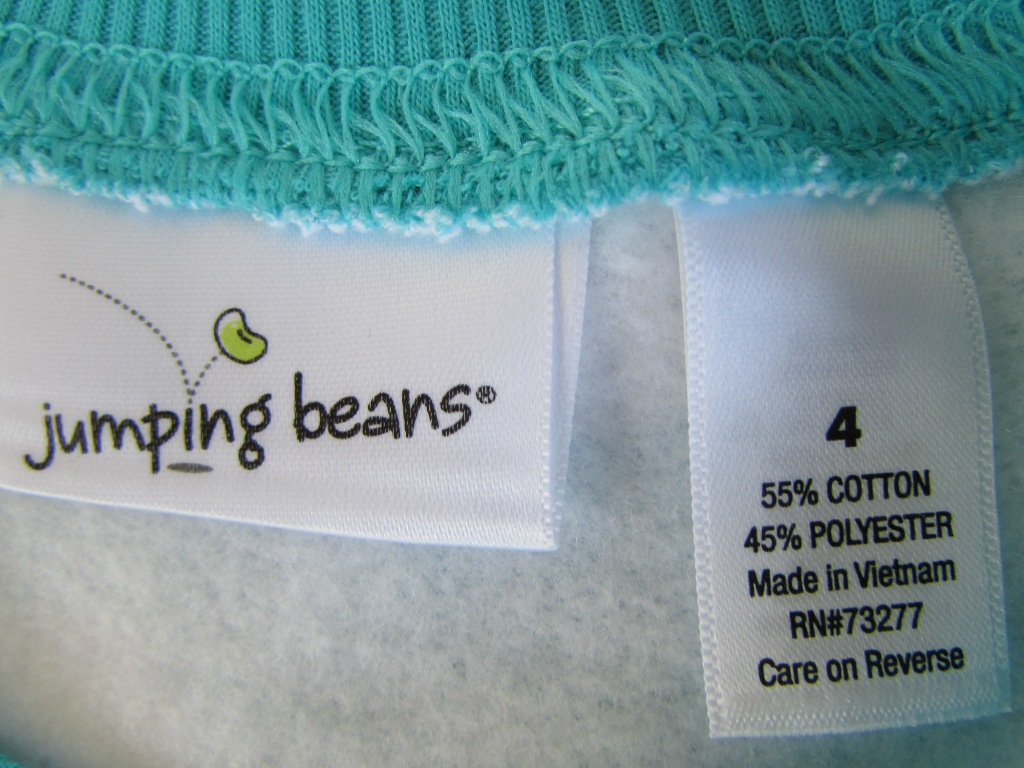 jumping beans®
4
55% COTTON
45% POLYESTER
Made in Vietnam
RN#73277
Care on Reverse